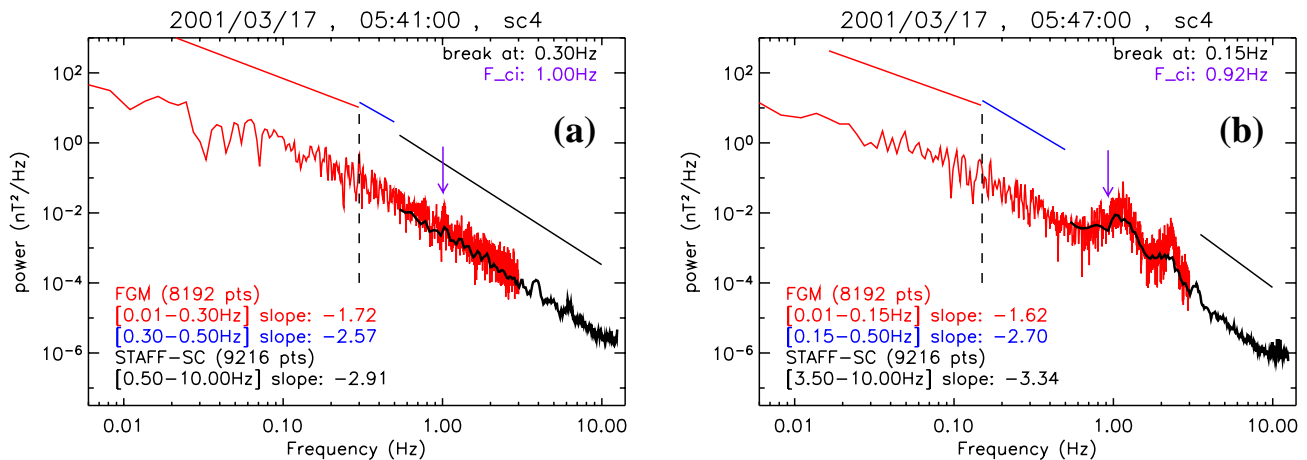 2001/03/17 , 05:41:00 , sc4
break at: 0.30Hz
F_ci: 1.00Hz
(a)
10²
10⁰
10⁻²
10⁻⁴
10⁻⁶
power (nT²/Hz)
FGM (8192 pts)
[0.01−0.30Hz] slope: −1.72
[0.30−0.50Hz] slope: −2.57
STAFF−SC (9216 pts)
[0.50−10.00Hz] slope: −2.91
0.01 0.10 1.00 10.00
Frequency (Hz)
2001/03/17 , 05:47:00 , sc4
break at: 0.15Hz
F_ci: 0.92Hz
(b)
10²
10⁰
10⁻²
10⁻⁴
10⁻⁶
power (nT²/Hz)
FGM (8192 pts)
[0.01−0.15Hz] slope: −1.62
[0.15−0.50Hz] slope: −2.70
STAFF−SC (9216 pts)
[3.50−10.00Hz] slope: −3.34
0.01 0.10 1.00 10.00
Frequency (Hz)